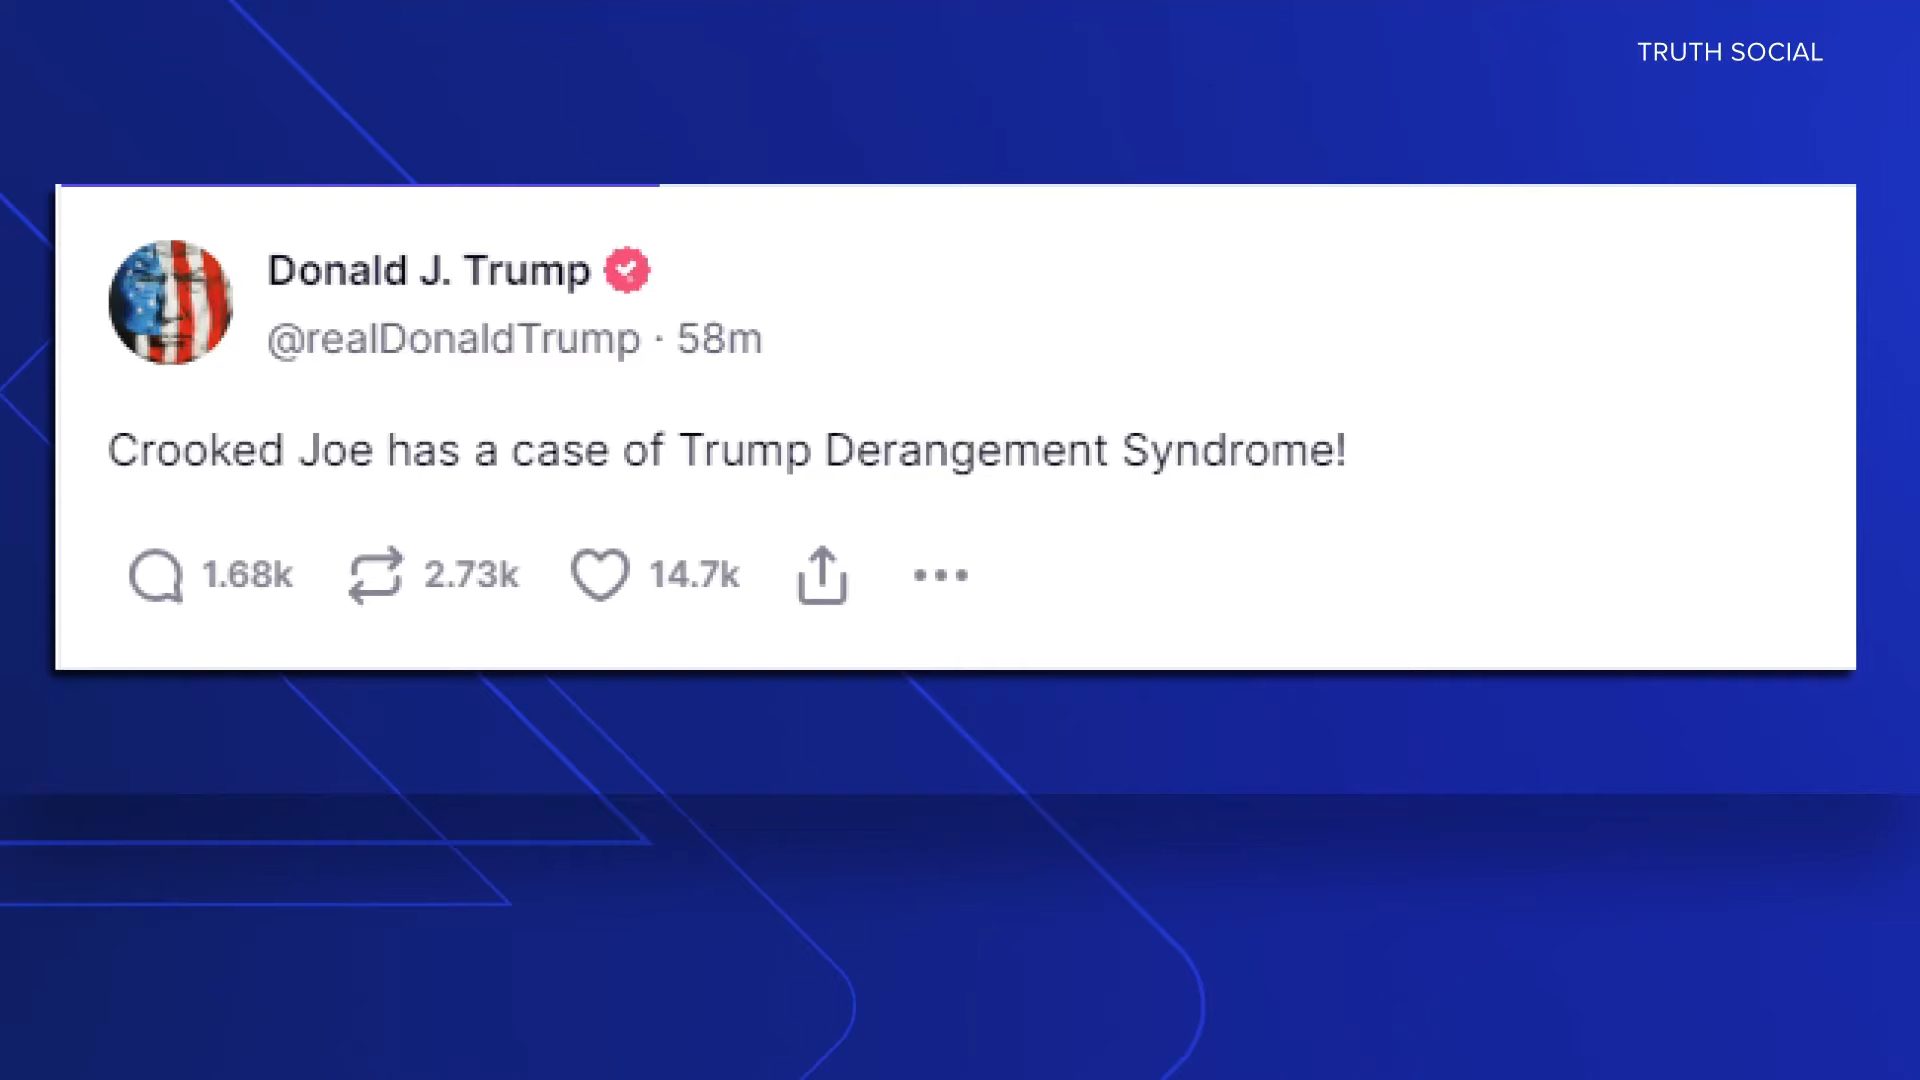 TRUTH SOCIAL
Donald J. Trump
@realDonaldTrump · 58m
Crooked Joe has a case of Trump Derangement Syndrome!
1.68k 2.73k 14.7k